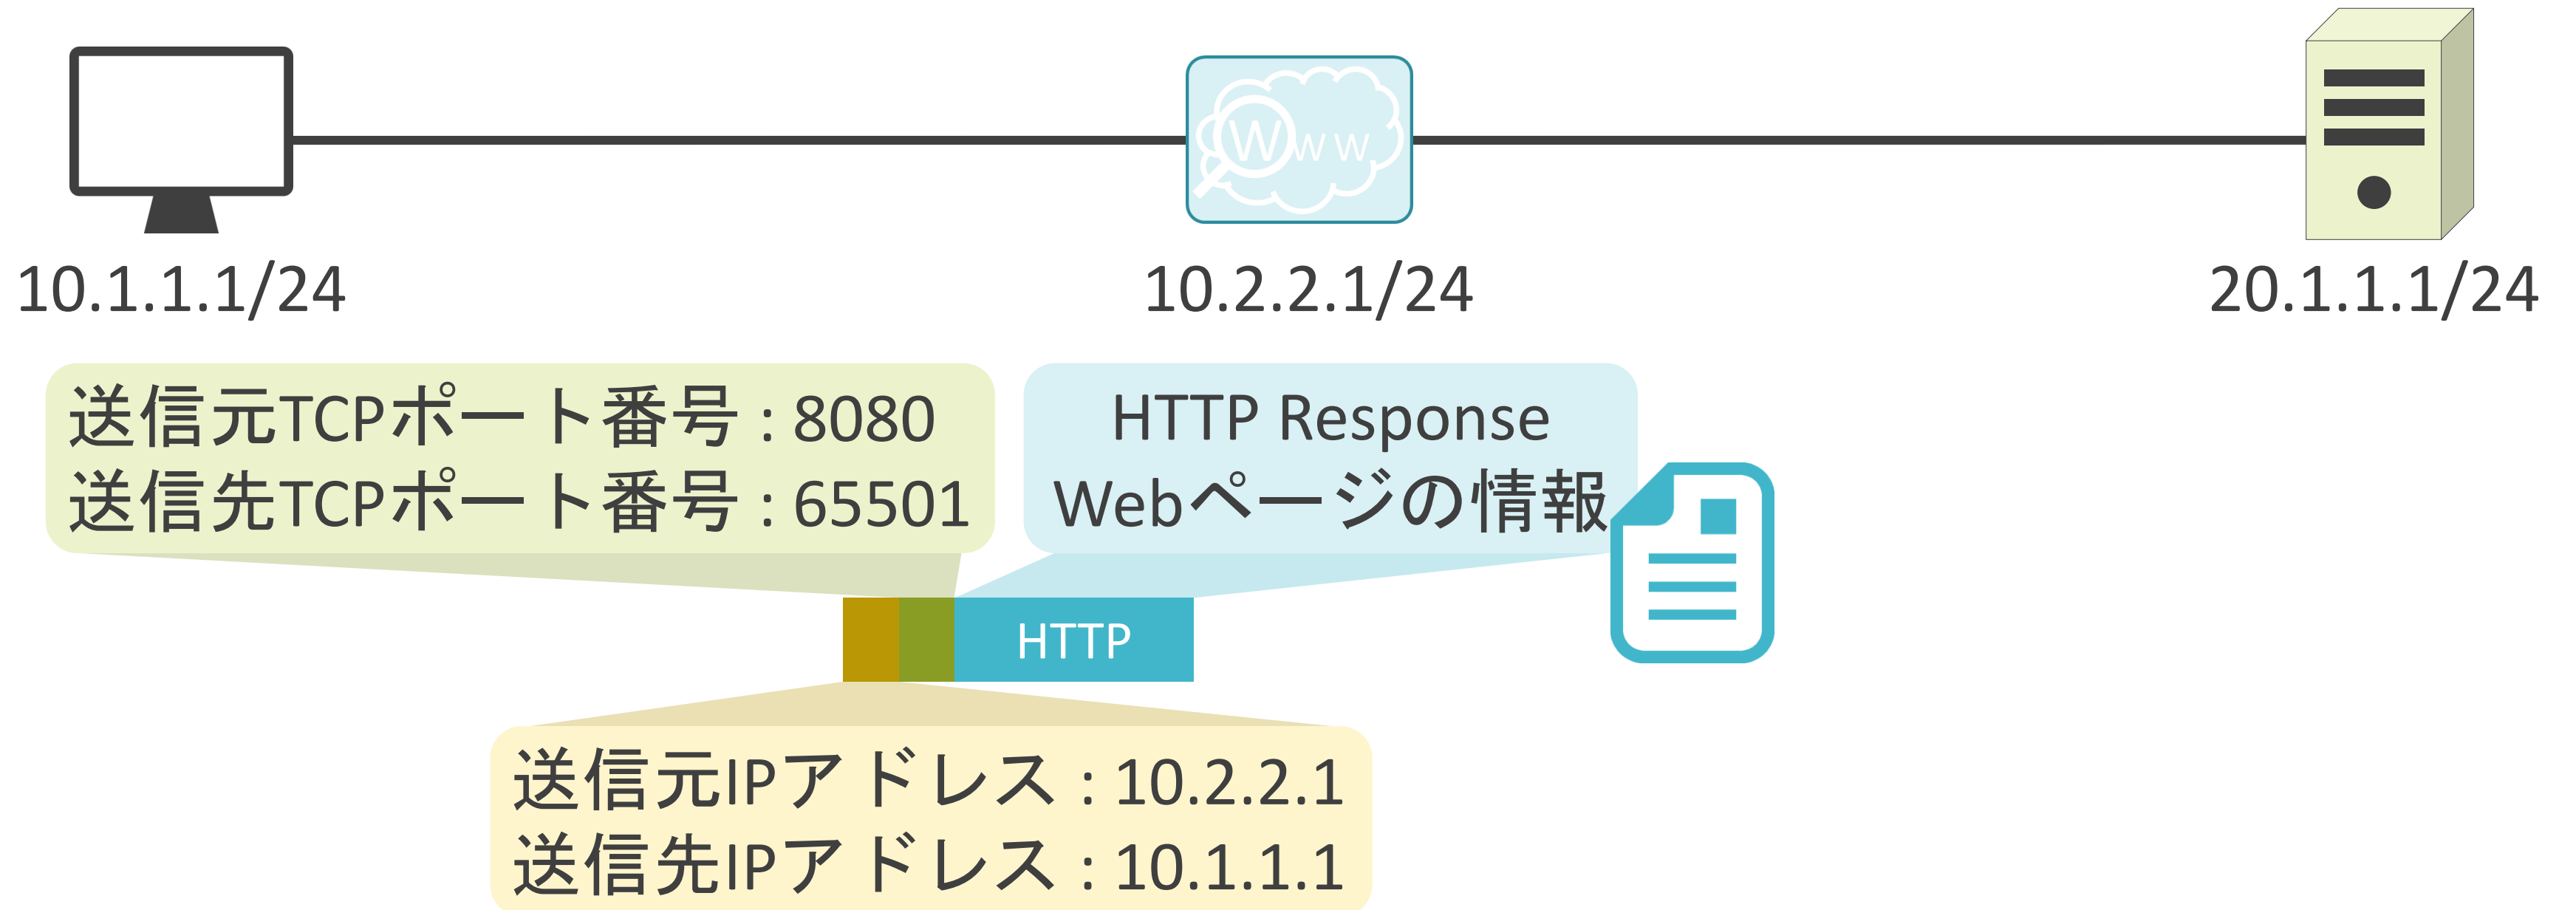 Www
10.1.1.1/24
10.2.2.1/24
20.1.1.1/24
送信元TCPポート番号 : 8080
送信先TCPポート番号 : 65501
HTTP Response
Webページの情報
HTTP
送信元IPアドレス : 10.2.2.1
送信先IPアドレス : 10.1.1.1